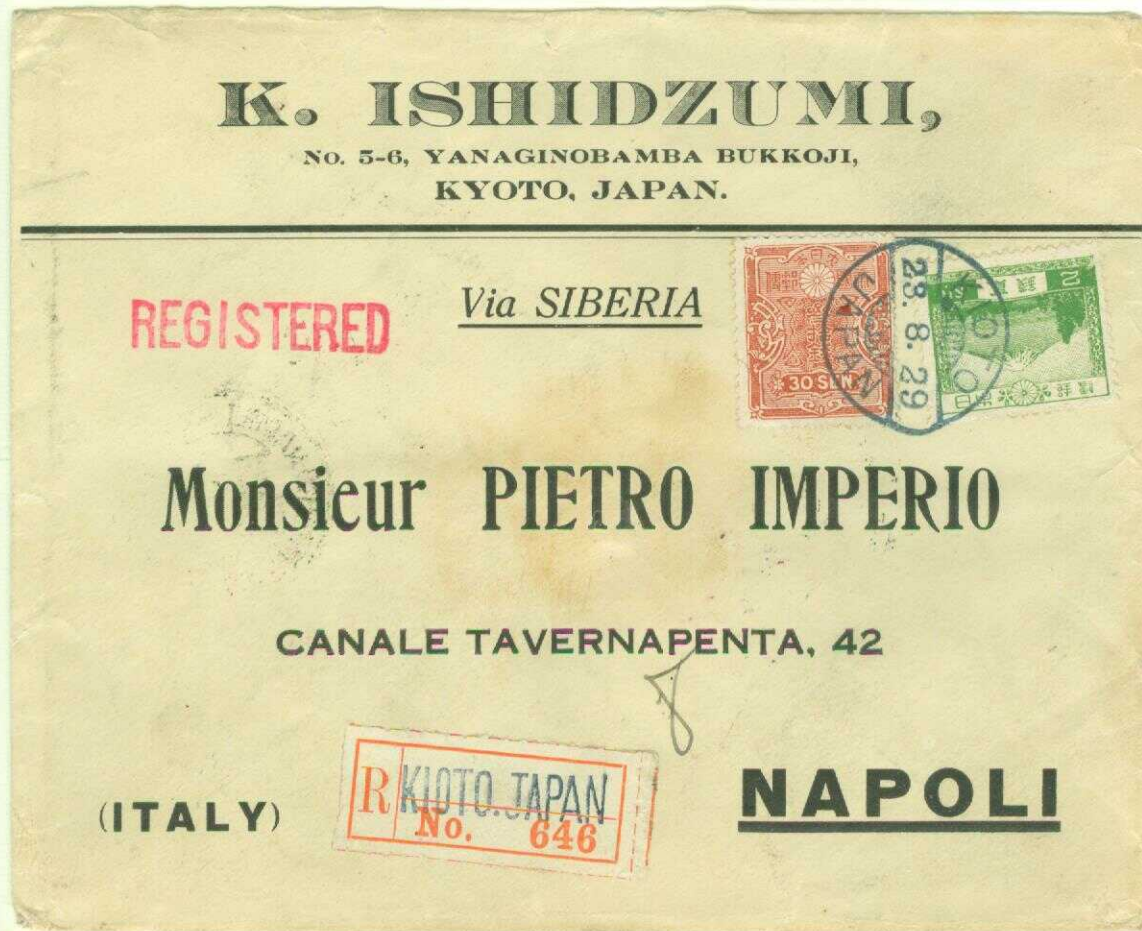 K. ISHIDZUMI,
No. 5-6, YANAGINOBAMBA BUKKOJI,
KYOTO, JAPAN.
REGISTERED
Via SIBERIA
30 SEN
KIOTO
28. 8. 29
JAPAN
Monsieur PIETRO IMPERIO
CANALE TAVERNAPENTA, 42
R KIOTO.JAPAN
No. 646
(ITALY)
NAPOLI